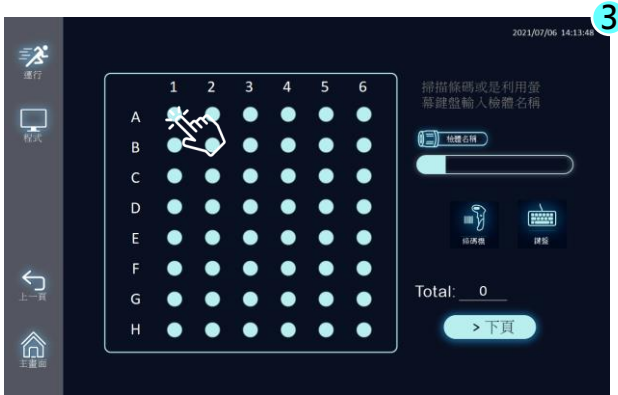 3
2021/07/06 14:13:48
運行
程式
上一頁
主畫面
1 2 3 4 5 6
A
B
C
D
E
F
G
H
掃描條碼或是利用螢
幕鍵盤輸入檢體名稱
檢體名稱
條碼機
鍵盤
Total: 0
> 下頁